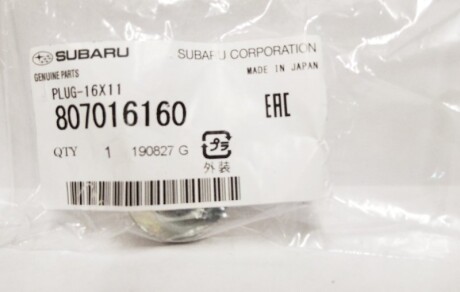 SUBARU SUBARU CORPORATION
GENUINE PARTS MADE IN JAPAN
PLUG-16X11
807016160 EAC
QTY 1 190827 G プラ
外装